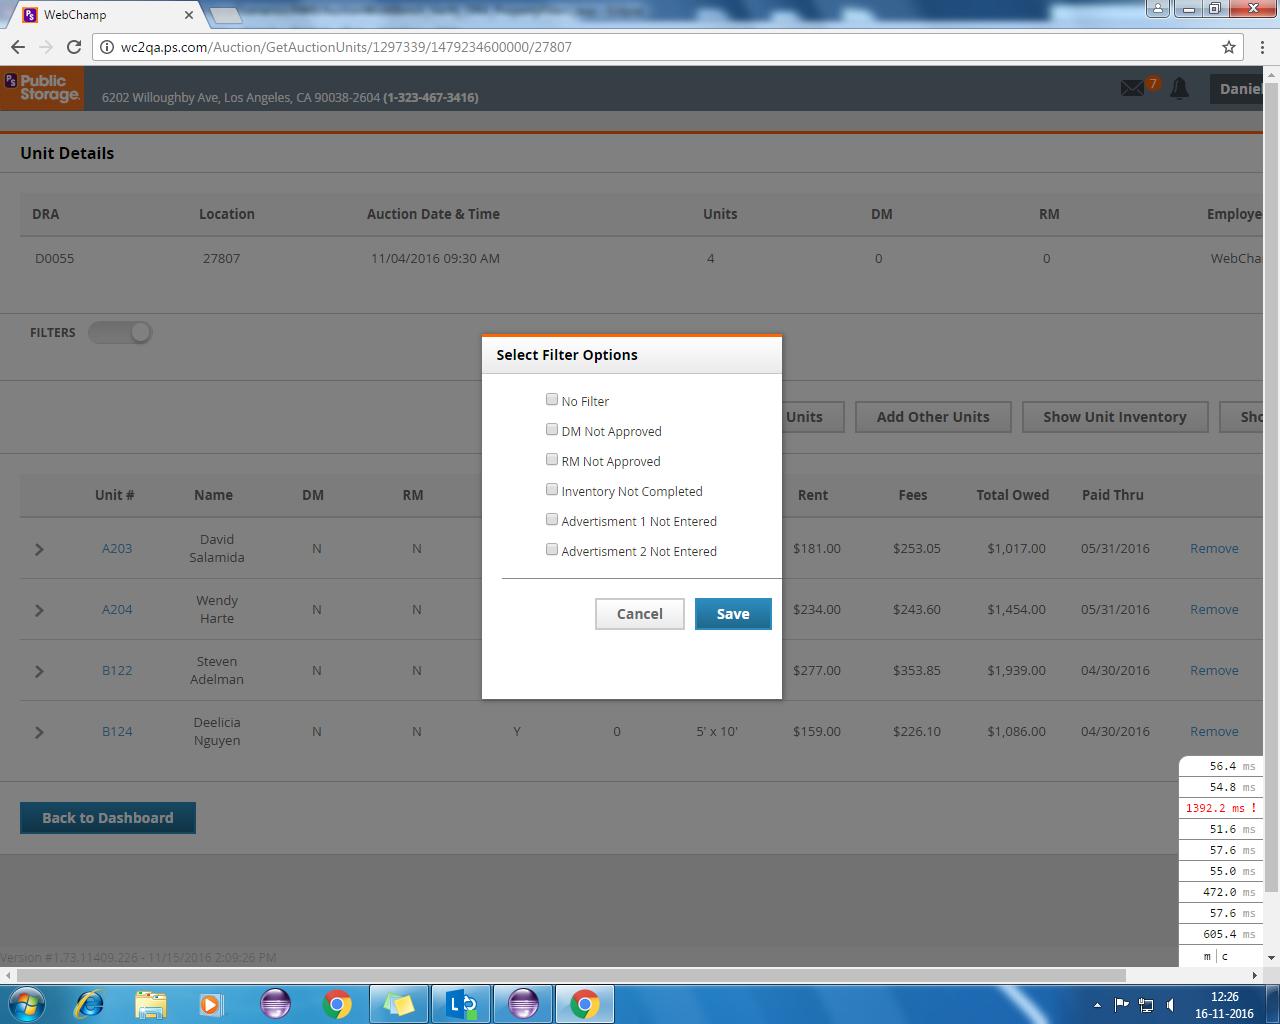 WebChamp
wc2qa.ps.com/Auction/GetAuctionUnits/1297339/1479234600000/27807
PS Public Storage.
6202 Willoughby Ave, Los Angeles, CA 90038-2604 (1-323-467-3416)
7
Daniel
Unit Details
DRA Location Auction Date & Time Units DM RM Employe
D0055 27807 11/04/2016 09:30 AM 4 0 0 WebCha
FILTERS
Select Filter Options
No Filter
DM Not Approved
RM Not Approved
Inventory Not Completed
Advertisment 1 Not Entered
Advertisment 2 Not Entered
Cancel Save
Units Add Other Units Show Unit Inventory Sho
Unit # Name DM RM Rent Fees Total Owed Paid Thru
A203 David Salamida N N $181.00 $253.05 $1,017.00 05/31/2016 Remove
A204 Wendy Harte N N $234.00 $243.60 $1,454.00 05/31/2016 Remove
B122 Steven Adelman N N $277.00 $353.85 $1,939.00 04/30/2016 Remove
B124 Deelicia Nguyen N N Y 0 5' x 10' $159.00 $226.10 $1,086.00 04/30/2016 Remove
Back to Dashboard
56.4 ms
54.8 ms
1392.2 ms !
51.6 ms
57.6 ms
55.0 ms
472.0 ms
57.6 ms
605.4 ms
m | c
Version #1.73.11409.226 - 11/15/2016 2:09:26 PM
12:26
16-11-2016